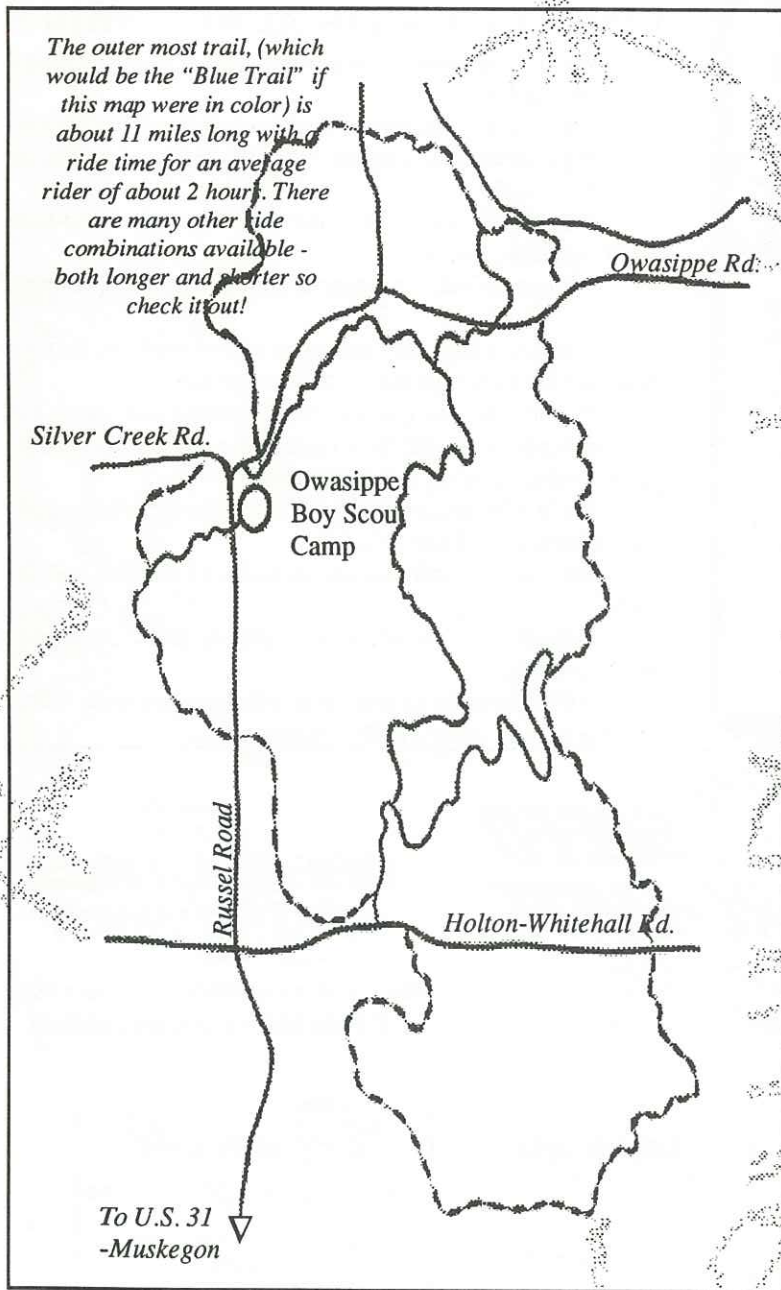 The outer most trail, (which
would be the "Blue Trail" if
this map were in color) is
about 11 miles long with a
ride time for an average
rider of about 2 hours. There
are many other ride
combinations available -
both longer and shorter so
check it out!
Owasippe Rd.
Silver Creek Rd.
Owasippe
Boy Scout
Camp
Russel Road
Holton-Whitehall Rd.
To U.S. 31
-Muskegon